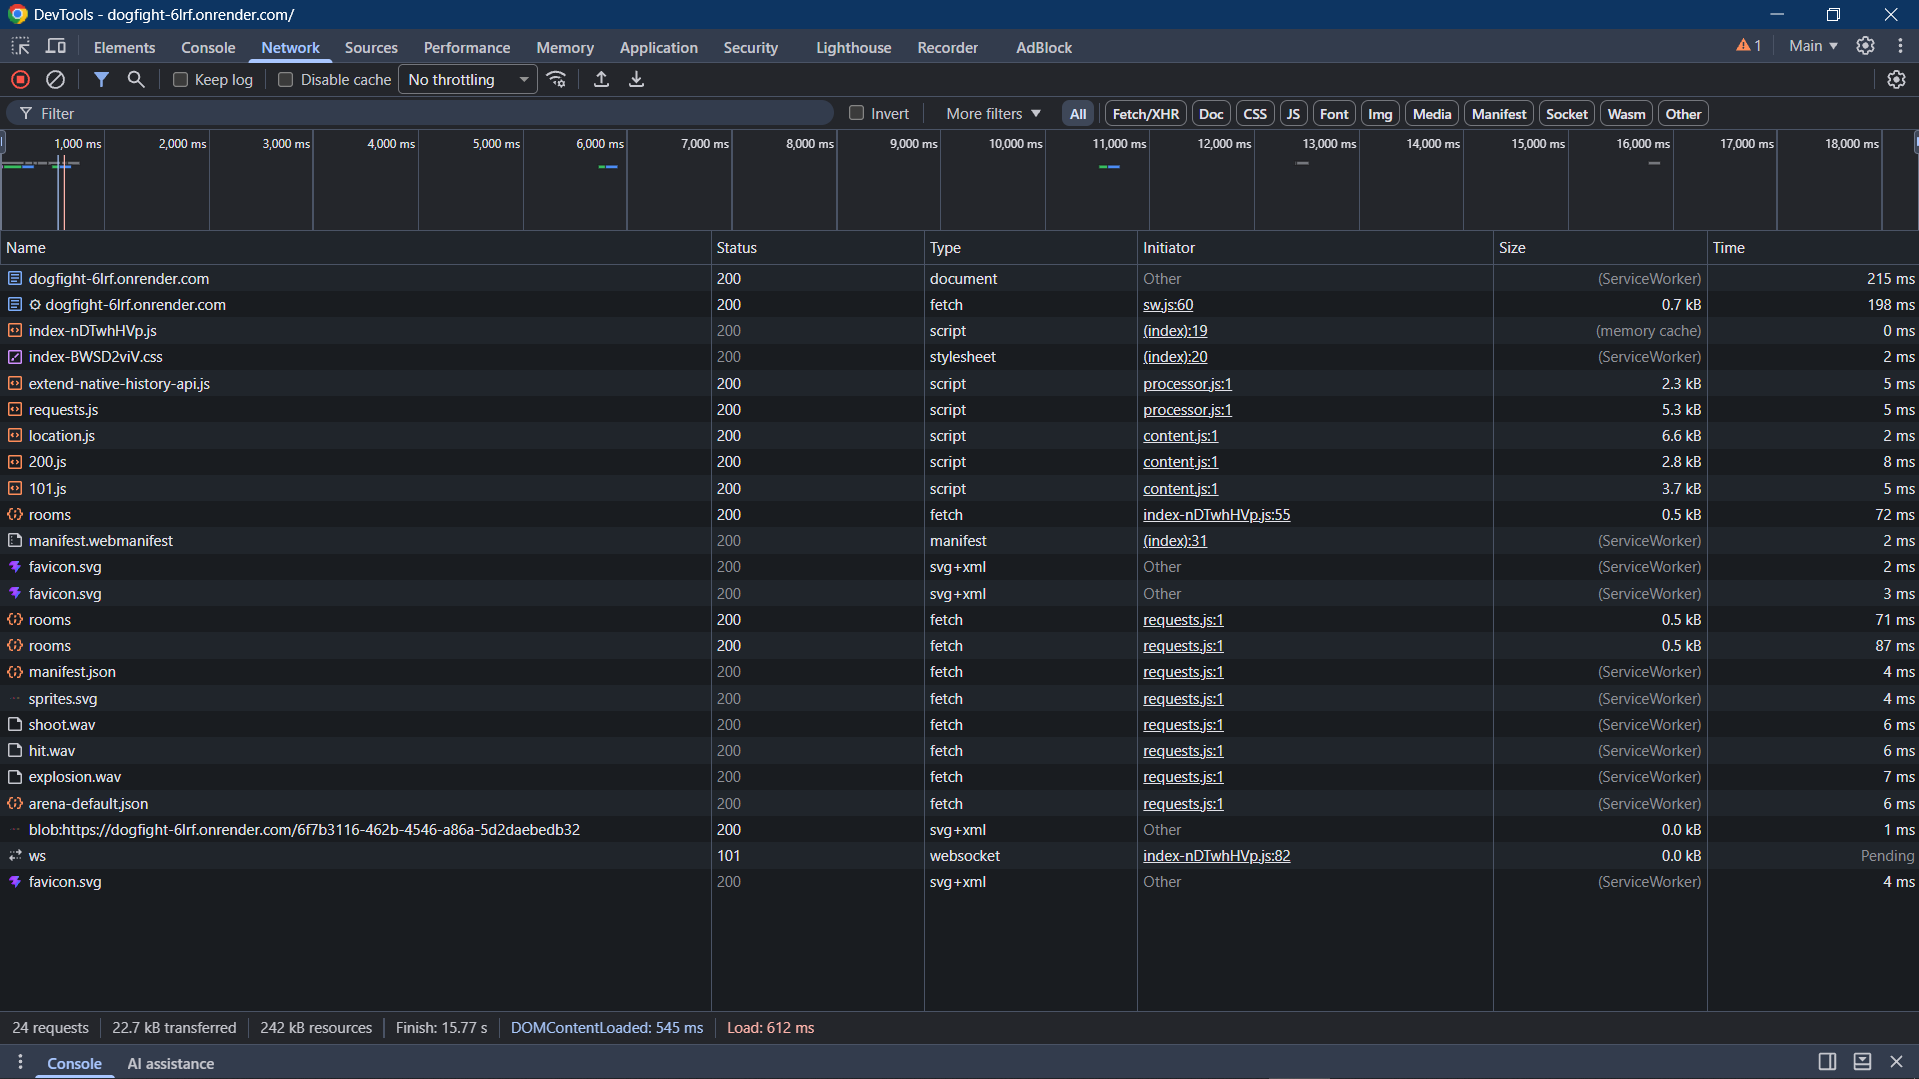 DevTools - dogfight-6lrf.onrender.com/
Elements Console Network Sources Performance Memory Application Security Lighthouse Recorder AdBlock 1 Main
Keep log Disable cache No throttling
Filter Invert More filters All Fetch/XHR Doc CSS JS Font Img Media Manifest Socket Wasm Other
1,000 ms 2,000 ms 3,000 ms 4,000 ms 5,000 ms 6,000 ms 7,000 ms 8,000 ms 9,000 ms 10,000 ms 11,000 ms 12,000 ms 13,000 ms 14,000 ms 15,000 ms 16,000 ms 17,000 ms 18,000 ms
Name Status Type Initiator Size Time
dogfight-6lrf.onrender.com 200 document Other (ServiceWorker) 215 ms
dogfight-6lrf.onrender.com 200 fetch sw.js:60 0.7 kB 198 ms
index-nDTwhHVp.js 200 script (index):19 (memory cache) 0 ms
index-BWSD2viV.css 200 stylesheet (index):20 (ServiceWorker) 2 ms
extend-native-history-api.js 200 script processor.js:1 2.3 kB 5 ms
requests.js 200 script processor.js:1 5.3 kB 5 ms
location.js 200 script content.js:1 6.6 kB 2 ms
200.js 200 script content.js:1 2.8 kB 8 ms
101.js 200 script content.js:1 3.7 kB 5 ms
rooms 200 fetch index-nDTwhHVp.js:55 0.5 kB 72 ms
manifest.webmanifest 200 manifest (index):31 (ServiceWorker) 2 ms
favicon.svg 200 svg+xml Other (ServiceWorker) 2 ms
favicon.svg 200 svg+xml Other (ServiceWorker) 3 ms
rooms 200 fetch requests.js:1 0.5 kB 71 ms
rooms 200 fetch requests.js:1 0.5 kB 87 ms
manifest.json 200 fetch requests.js:1 (ServiceWorker) 4 ms
sprites.svg 200 fetch requests.js:1 (ServiceWorker) 4 ms
shoot.wav 200 fetch requests.js:1 (ServiceWorker) 6 ms
hit.wav 200 fetch requests.js:1 (ServiceWorker) 6 ms
explosion.wav 200 fetch requests.js:1 (ServiceWorker) 7 ms
arena-default.json 200 fetch requests.js:1 (ServiceWorker) 6 ms
blob:https://dogfight-6lrf.onrender.com/6f7b3116-462b-4546-a86a-5d2daebedb32 200 svg+xml Other 0.0 kB 1 ms
ws 101 websocket index-nDTwhHVp.js:82 0.0 kB Pending
favicon.svg 200 svg+xml Other (ServiceWorker) 4 ms
24 requests 22.7 kB transferred 242 kB resources Finish: 15.77 s DOMContentLoaded: 545 ms Load: 612 ms
Console AI assistance